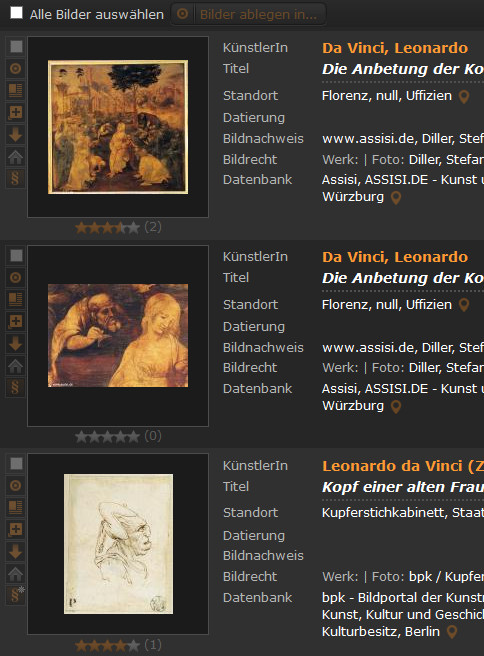 Alle Bilder auswählen Bilder ablegen in...
KünstlerIn Da Vinci, Leonardo
Titel Die Anbetung der Ko
Standort Florenz, null, Uffizien
Datierung
Bildnachweis www.assisi.de, Diller, Stef
Bildrecht Werk: | Foto: Diller, Stefar
Datenbank Assisi, ASSISI.DE - Kunst u
Würzburg
(2)
KünstlerIn Da Vinci, Leonardo
Titel Die Anbetung der Ko
Standort Florenz, null, Uffizien
Datierung
Bildnachweis www.assisi.de, Diller, Stef
Bildrecht Werk: | Foto: Diller, Stefar
Datenbank Assisi, ASSISI.DE - Kunst u
Würzburg
(0)
KünstlerIn Leonardo da Vinci (Z
Titel Kopf einer alten Frau
Standort Kupferstichkabinett, Staat
Datierung
Bildnachweis
Bildrecht Werk: | Foto: bpk / Kupfer
Datenbank bpk - Bildportal der Kunstm
Kunst, Kultur und Geschich
Kulturbesitz, Berlin
(1)